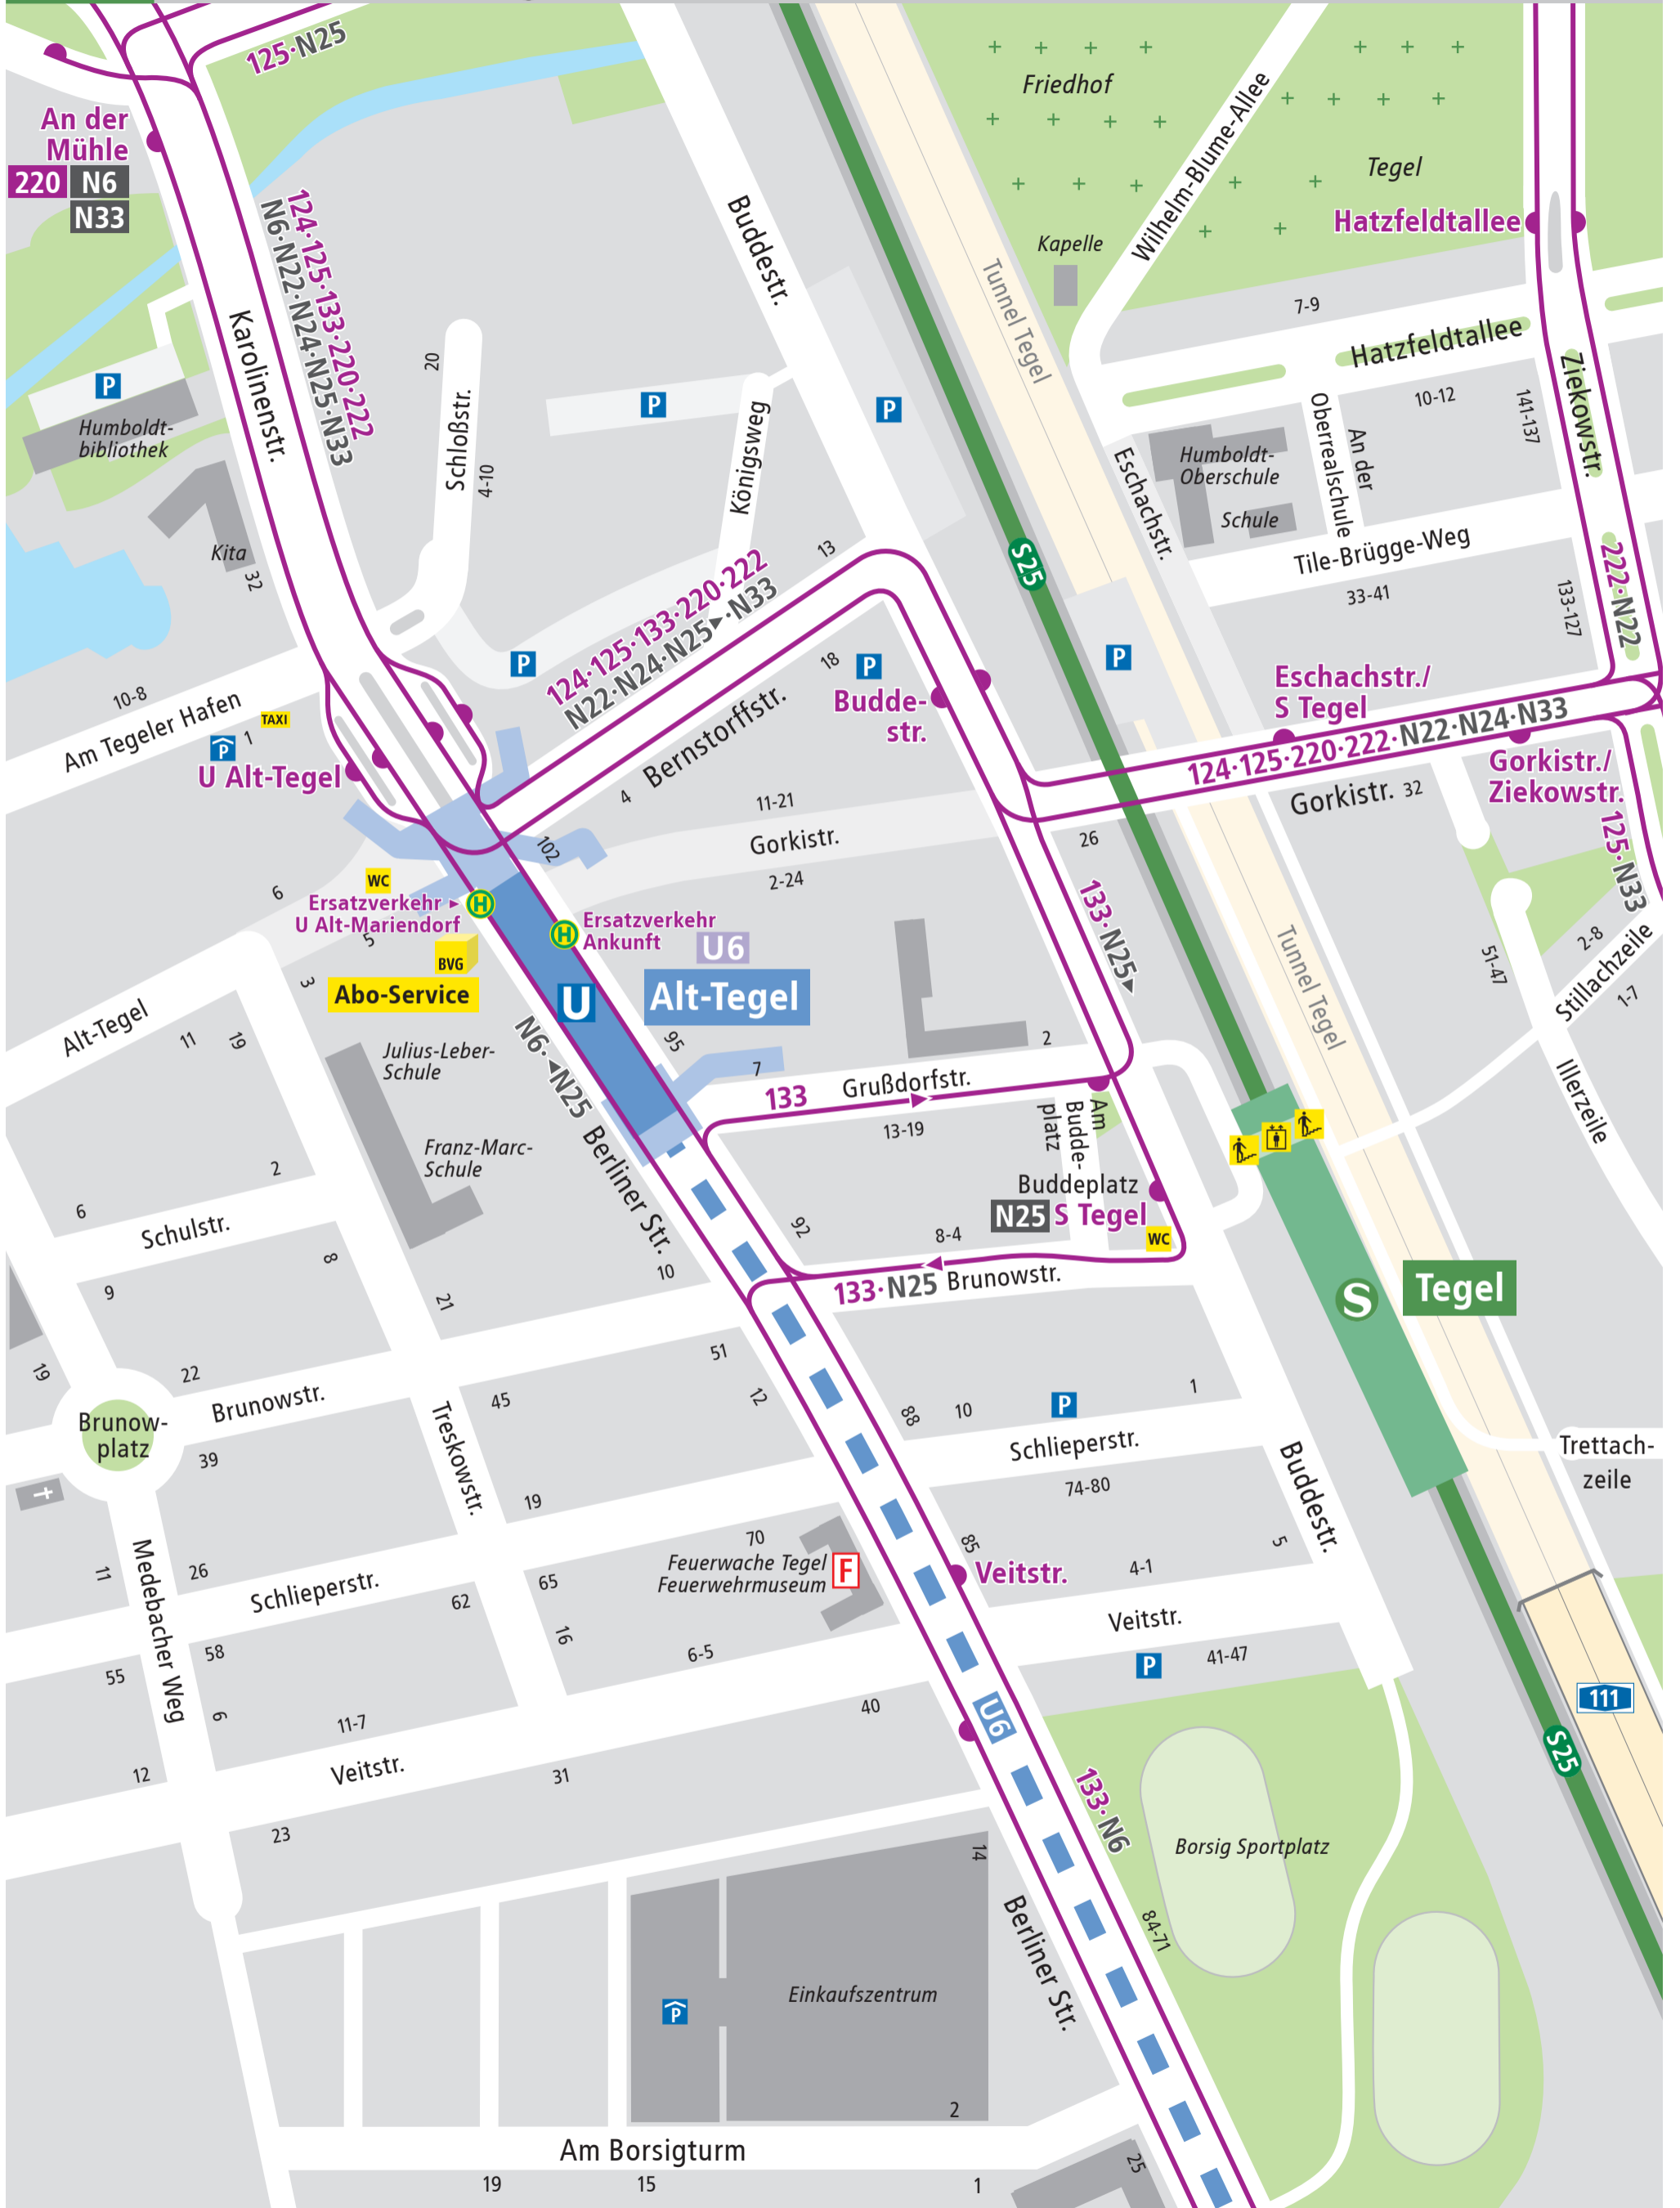 125·N25
An der
Mühle
220 N6
N33
124·125·133·220·222
N6·N22·N24·N25·N33
Karolinenstr.
Buddestr.
Friedhof
Tegel
Kapelle
Wilhelm-Blume-Allee
Hatzfeldtallee
7-9
Hatzfeldtallee
Tunnel Tegel
Ziekowstr.
10-12
141-137
P
Humboldt-
bibliothek
20
Schloßstr.
4-10
P
Königsweg
P
Eschachstr.
Humboldt-
Oberschule
Schule
An der
Oberrealschule
Tile-Brügge-Weg
33-41
133-127
222·N22
Kita
32
S25
13
124·125·133·220·222
N22·N24·N25▸·N33
P
18
P
Budde-
str.
P
Eschachstr./
S Tegel
124·125·220·222·N22·N24·N33
Gorkistr./
Ziekowstr.
Gorkistr. 32
125·N33
10-8
Am Tegeler Hafen
TAXI
P
1
U Alt-Tegel
Bernstorffstr.
4
11-21
Gorkistr.
2-24
26
102
133·N25▸
6
WC
Ersatzverkehr ▸
U Alt-Mariendorf
H
H
Ersatzverkehr
Ankunft
5
BVG
Abo-Service
3
U6
U
Alt-Tegel
Tunnel Tegel
51-47
2-8
Stillachzeile
1-7
Illerzeile
Alt-Tegel
11
19
Julius-Leber-
Schule
N6·◂N25
Berliner Str.
95
7
2
133
Grußdorfstr.
13-19
Am
Budde-
platz
Franz-Marc-
Schule
Buddeplatz
N25 S Tegel
WC
92
8-4
133·N25 Brunowstr.
10
6
2
Schulstr.
9
8
21
S
Tegel
19
22
Brunowstr.
39
Brunow-
platz
45
51
12
Treskowstr.
88
10
P
1
Schlieperstr.
74-80
Buddestr.
Trettach-
zeile
19
70
Feuerwache Tegel
Feuerwehrmuseum
F
85
Veitstr.
4-1
5
Veitstr.
P
41-47
11
Medebacher Weg
26
Schlieperstr.
62
65
16
58
55
6
6-5
11-7
40
12
Veitstr.
31
23
U6
111
S25
133·N6
Borsig Sportplatz
14
84-71
Berliner Str.
Einkaufszentrum
P
2
Am Borsigturm
19
15
1
25